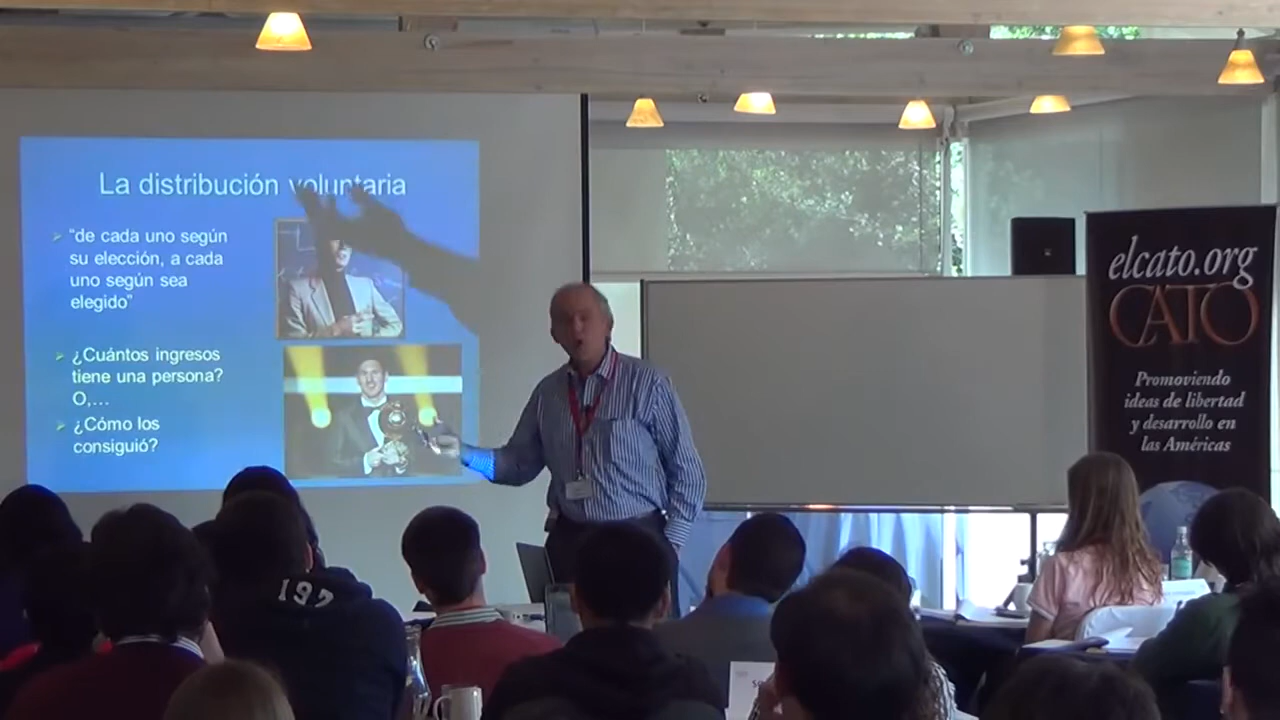 La distribución voluntaria
"de cada uno según
su elección, a cada
uno según sea
elegido"
¿Cuántos ingresos
tiene una persona?
O,...
¿Cómo los
consiguió?
elcato.org
CATO
Promoviendo
ideas de libertad
y desarrollo en
las Américas
197